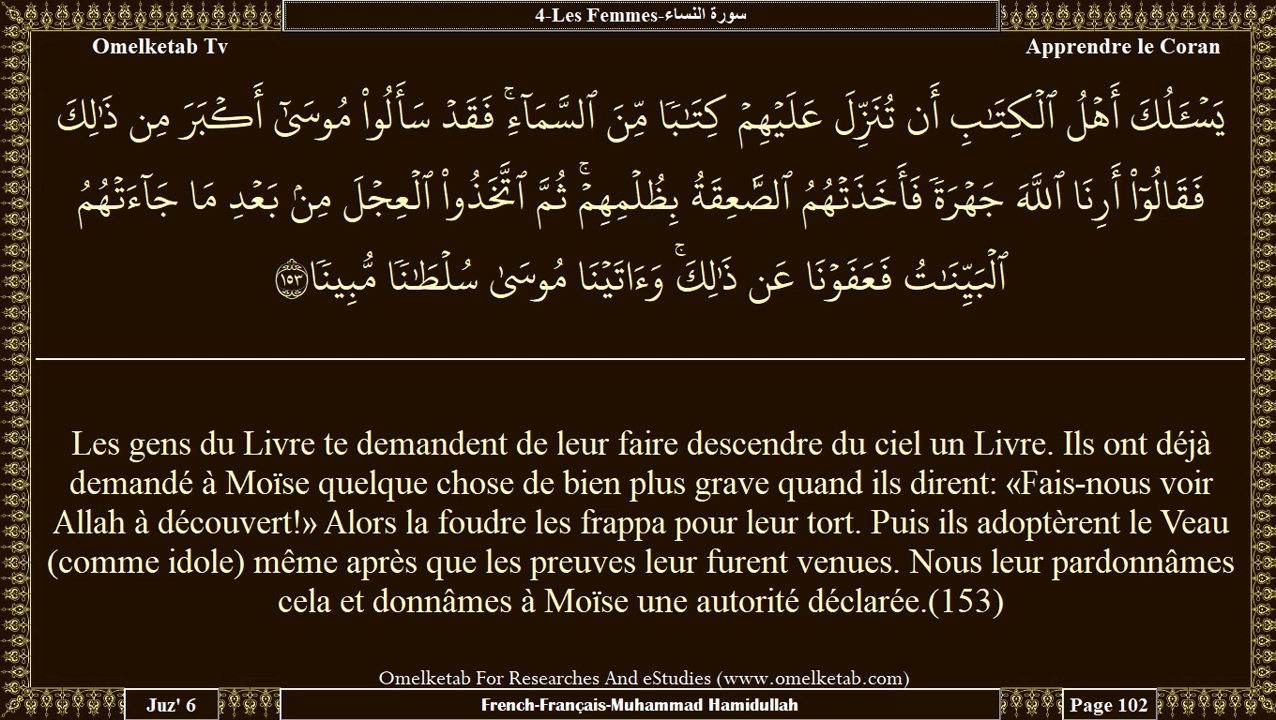 4-Les Femmes-سورة النساء
Omelketab Tv
Apprendre le Coran
يَسْـَٔلُكَ أَهْلُ ٱلْكِتَٰبِ أَن تُنَزِّلَ عَلَيْهِمْ كِتَٰبًا مِّنَ ٱلسَّمَآءِ ۚ فَقَدْ سَأَلُوا۟ مُوسَىٰٓ أَكْبَرَ مِن ذَٰلِكَ
فَقَالُوٓا۟ أَرِنَا ٱللَّهَ جَهْرَةً فَأَخَذَتْهُمُ ٱلصَّٰعِقَةُ بِظُلْمِهِمْ ۚ ثُمَّ ٱتَّخَذُوا۟ ٱلْعِجْلَ مِنۢ بَعْدِ مَا جَآءَتْهُمُ
ٱلْبَيِّنَٰتُ فَعَفَوْنَا عَن ذَٰلِكَ ۚ وَءَاتَيْنَا مُوسَىٰ سُلْطَٰنًا مُّبِينًا ١٥٣
Les gens du Livre te demandent de leur faire descendre du ciel un Livre. Ils ont déjà
demandé à Moïse quelque chose de bien plus grave quand ils dirent: «Fais-nous voir
Allah à découvert!» Alors la foudre les frappa pour leur tort. Puis ils adoptèrent le Veau
(comme idole) même après que les preuves leur furent venues. Nous leur pardonnâmes
cela et donnâmes à Moïse une autorité déclarée.(153)
Omelketab For Researches And eStudies (www.omelketab.com)
Juz' 6
French-Français-Muhammad Hamidullah
Page 102